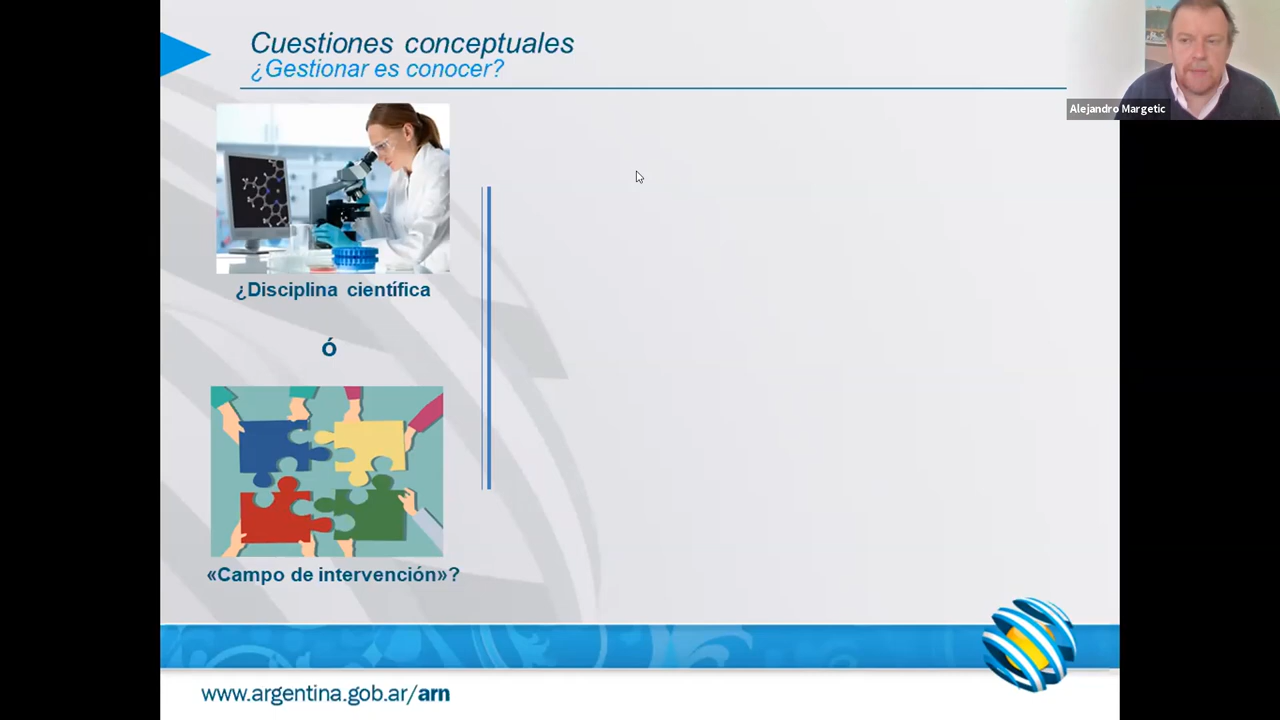 Cuestiones conceptuales
¿Gestionar es conocer?
Alejandro Margetic
¿Disciplina científica
ó
«Campo de intervención»?
www.argentina.gob.ar/arn